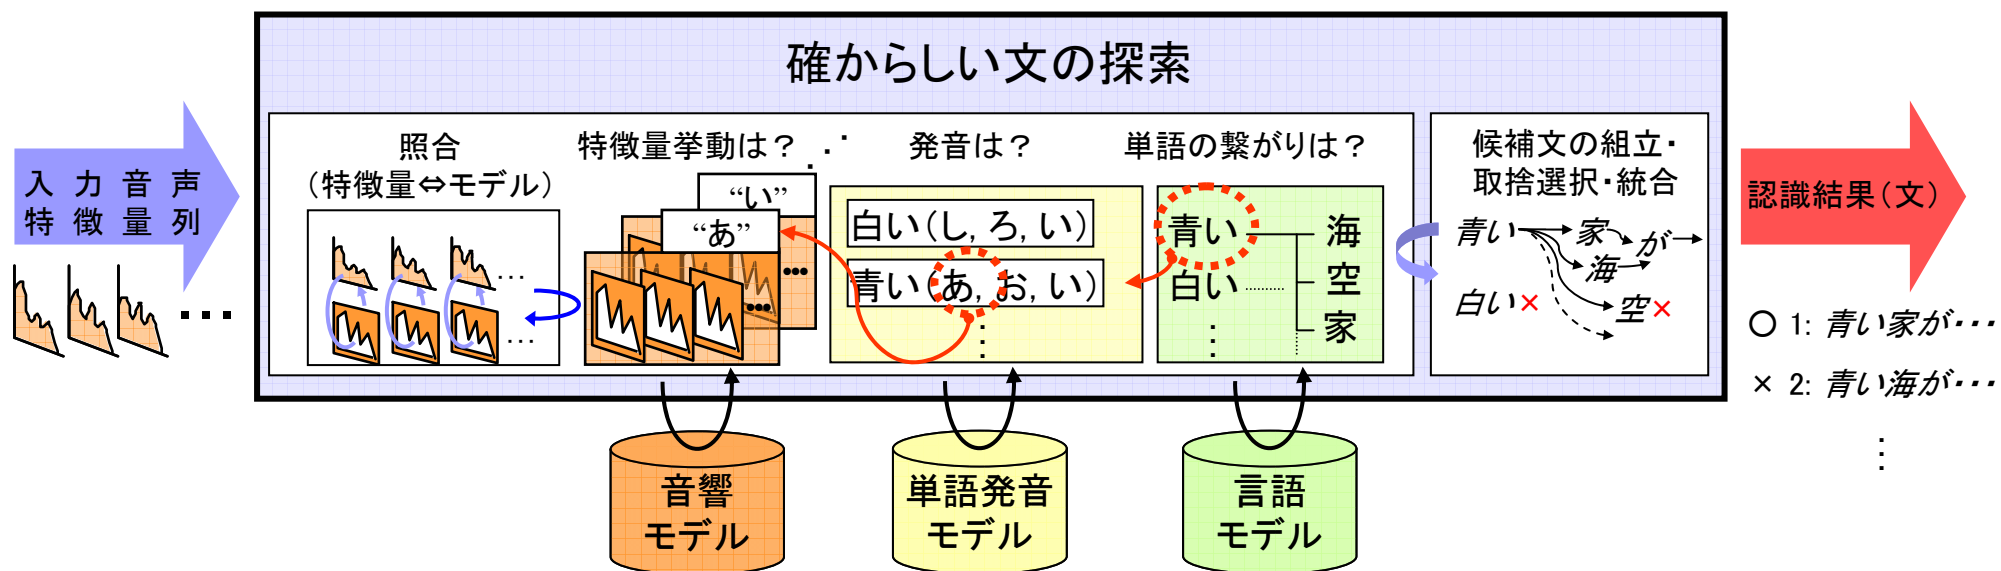 確からしい文の探索
入力音声
特徴量列
・・・
照合
(特徴量⇔モデル)
・・・
・・・
特徴量挙動は？
“い”
“あ”
•••
•••
発音は？
白い(し, ろ, い)
青い(あ, お, い)
単語の繋がりは？
青い
白い
海
空
家
候補文の組立・
取捨選択・統合
青い
家
が
海
白い×
空×
認識結果(文)
○ 1: 青い家が・・・
× 2: 青い海が・・・
音響
モデル
単語発音
モデル
言語
モデル